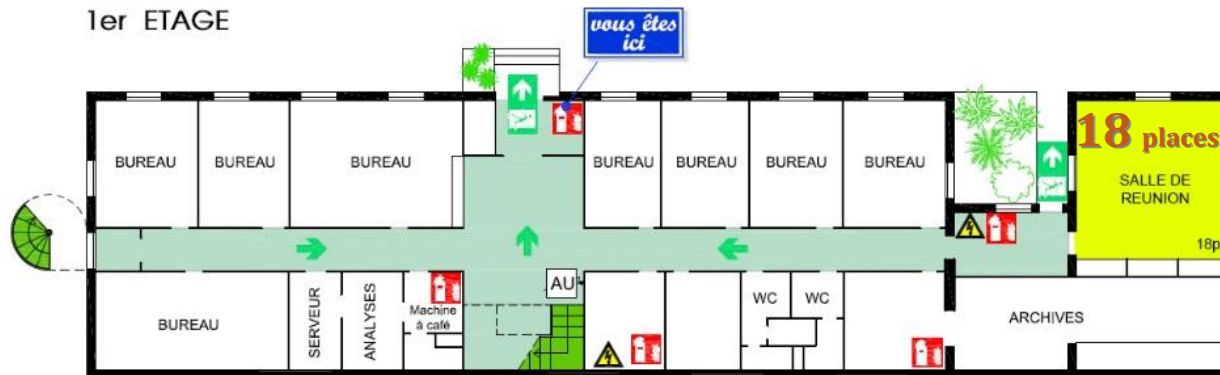 1er ETAGE
vous êtes
ici
BUREAU
BUREAU
BUREAU
BUREAU
BUREAU
BUREAU
BUREAU
18 places
SALLE DE
REUNION
18p
AU
BUREAU
SERVEUR
ANALYSES
Machine
à café
WC
WC
ARCHIVES